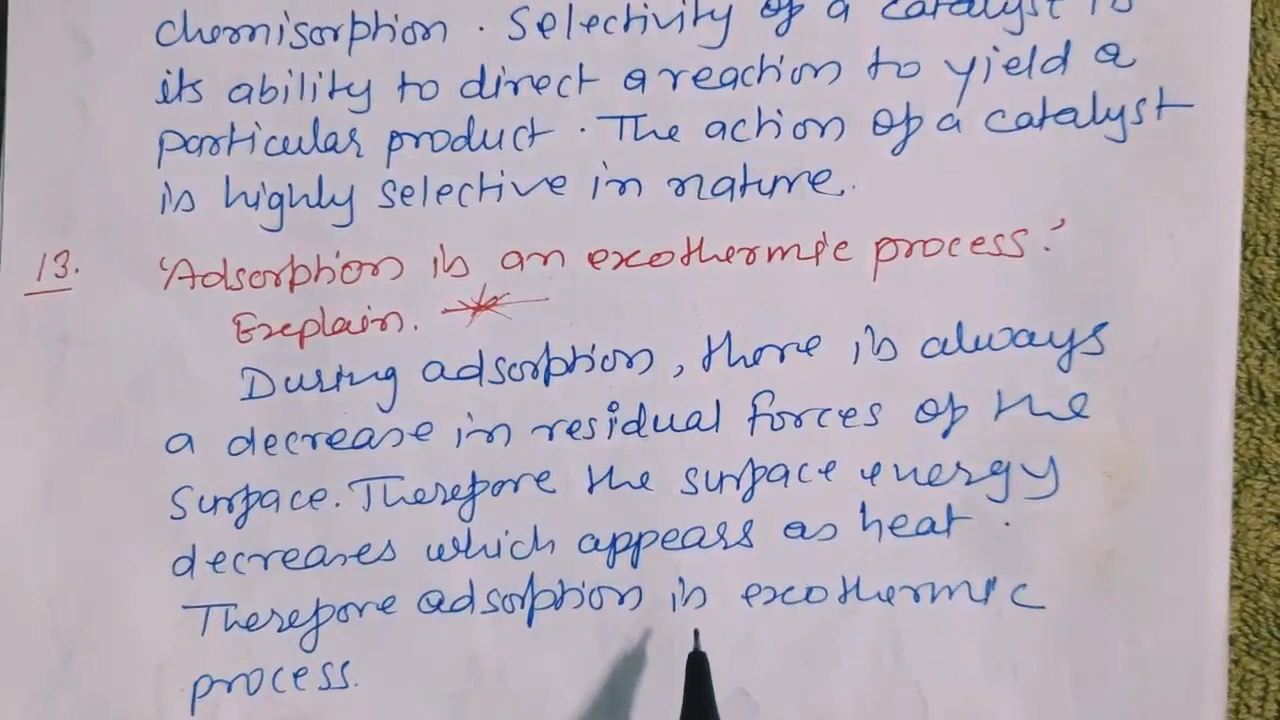 chemisorption. Selectivity of a catalyst is
its ability to direct a reaction to yield a
particular product. The action of a catalyst
is highly selective in nature.
13. 'Adsorption is an exothermic process.'
Explain.
During adsorption, there is always
a decrease in residual forces of the
surface. Therefore the surface energy
decreases which appears as heat.
Therefore adsorption is exothermic
process.